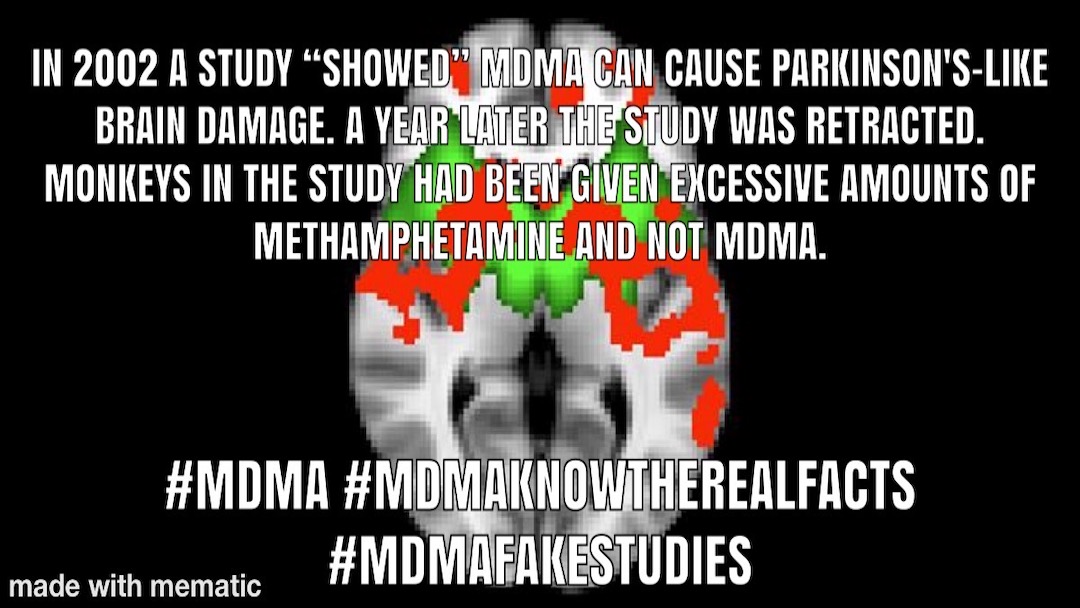 IN 2002 A STUDY “SHOWED” MDMA CAN CAUSE PARKINSON'S-LIKE
BRAIN DAMAGE. A YEAR LATER THE STUDY WAS RETRACTED.
MONKEYS IN THE STUDY HAD BEEN GIVEN EXCESSIVE AMOUNTS OF
METHAMPHETAMINE AND NOT MDMA.
#MDMA #MDMAKNOWTHEREALFACTS
#MDMAFAKESTUDIES
made with mematic